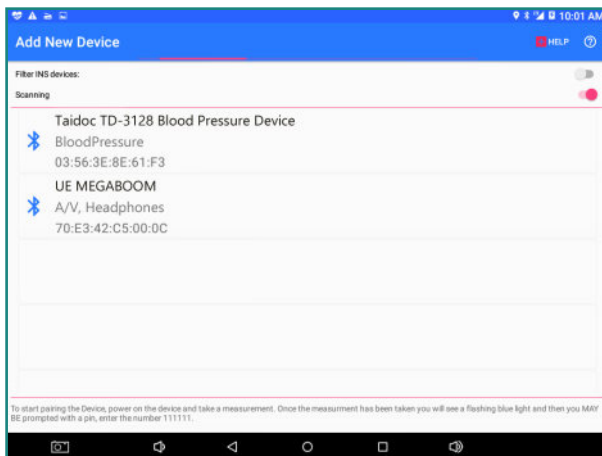 10:01 AM
Add New Device
HELP
Filter INS devices:
Scanning
Taidoc TD-3128 Blood Pressure Device
BloodPressure
03:56:3E:8E:61:F3
UE MEGABOOM
A/V, Headphones
70:E3:42:C5:00:0C
To start pairing the Device, power on the device and take a measurement. Once the measurment has been taken you will see a flashing blue light and then you MAY
BE prompted with a pin, enter the number 111111.